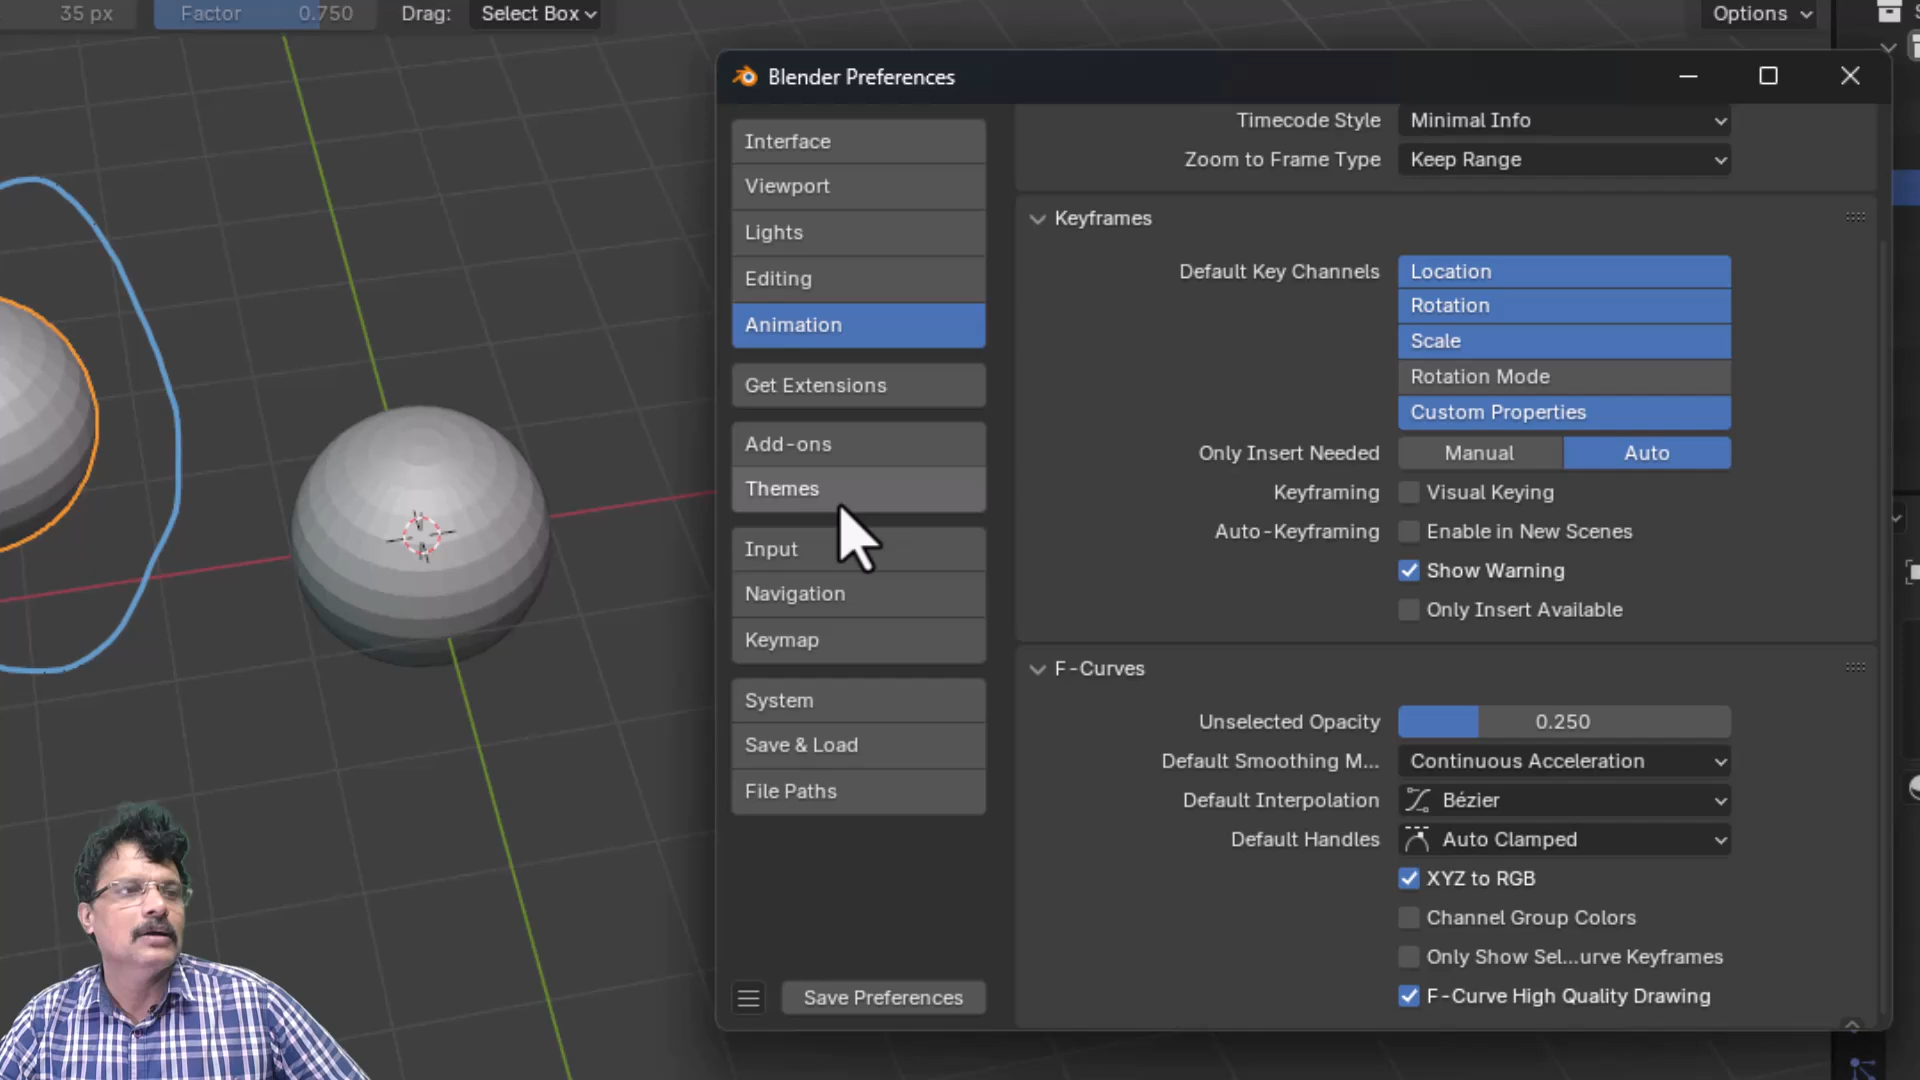 35 px Factor 0.750 Drag: Select Box Options
Blender Preferences
Interface
Viewport
Lights
Editing
Animation
Get Extensions
Add-ons
Themes
Input
Navigation
Keymap
System
Save & Load
File Paths
Save Preferences
Timecode Style Minimal Info
Zoom to Frame Type Keep Range
Keyframes
Default Key Channels Location
Rotation
Scale
Rotation Mode
Custom Properties
Only Insert Needed Manual Auto
Keyframing Visual Keying
Auto-Keyframing Enable in New Scenes
Show Warning
Only Insert Available
F-Curves
Unselected Opacity 0.250
Default Smoothing M... Continuous Acceleration
Default Interpolation Bézier
Default Handles Auto Clamped
XYZ to RGB
Channel Group Colors
Only Show Sel...urve Keyframes
F-Curve High Quality Drawing